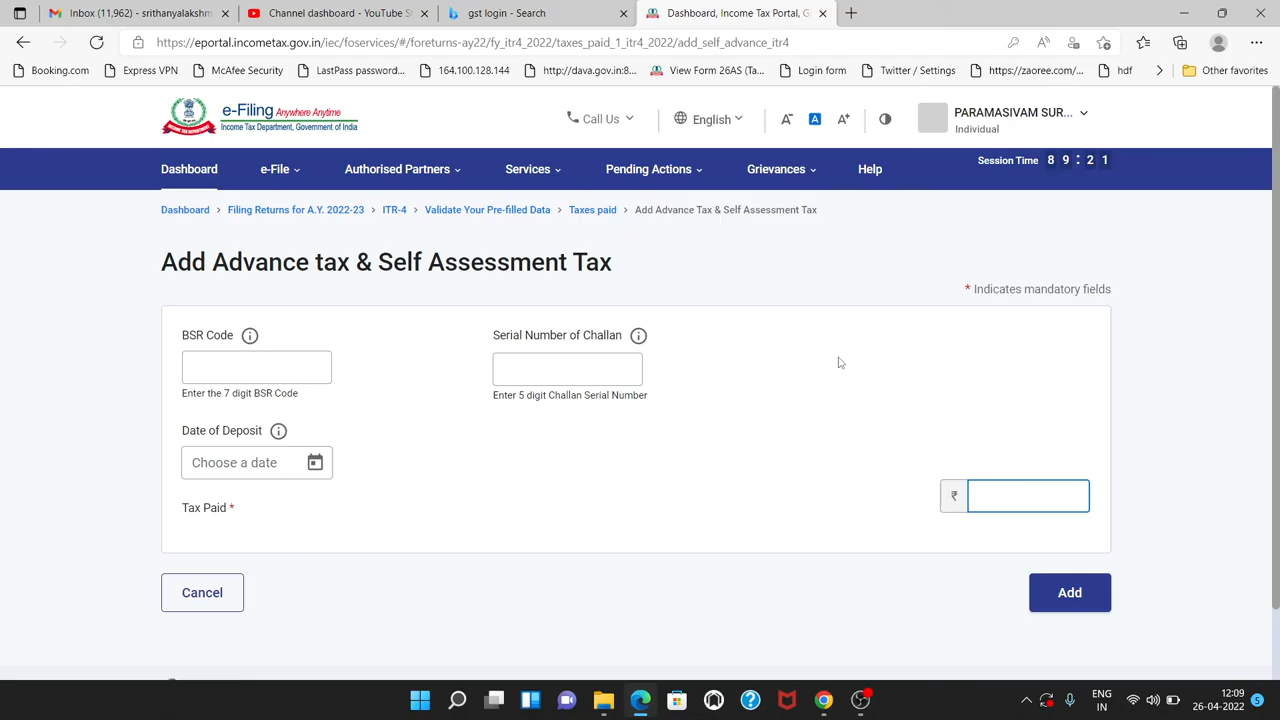 Inbox (11,962) - srithanyalakshm
Channel dashboard - YouTube S
gst login - Search
Dashboard, Income Tax Portal, G
https://eportal.incometax.gov.in/iec/foservices/#/foreturns-ay22/fy_itr4_2022/taxes_paid_1_itr4_2022/add_self_advance_itr4
Booking.com
Express VPN
McAfee Security
LastPass password...
164.100.128.144
http://dava.gov.in:8...
View Form 26AS (Ta...
Login form
Twitter / Settings
https://zaoree.com/...
hdf
Other favorites
e-Filing Anywhere Anytime
Income Tax Department, Government of India
Call Us
English
A-
A
A+
PARAMASIVAM SUR...
Individual
Dashboard
e-File
Authorised Partners
Services
Pending Actions
Grievances
Help
Session Time 8 9 : 2 1
Dashboard > Filing Returns for A.Y. 2022-23 > ITR-4 > Validate Your Pre-filled Data > Taxes paid > Add Advance Tax & Self Assessment Tax
Add Advance tax & Self Assessment Tax
* Indicates mandatory fields
BSR Code
Serial Number of Challan
Enter the 7 digit BSR Code
Enter 5 digit Challan Serial Number
Date of Deposit
Choose a date
Tax Paid *
₹
Cancel
Add
ENG
IN
12:09
26-04-2022
5